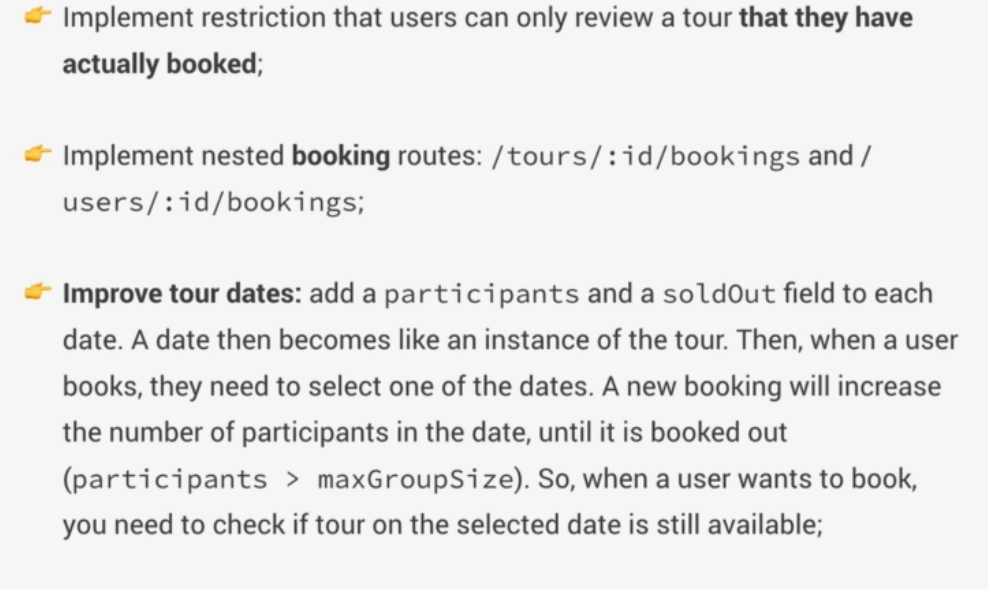 👉 Implement restriction that users can only review a tour that they have
actually booked;
👉 Implement nested booking routes: /tours/:id/bookings and /
users/:id/bookings;
👉 Improve tour dates: add a participants and a soldOut field to each
date. A date then becomes like an instance of the tour. Then, when a user
books, they need to select one of the dates. A new booking will increase
the number of participants in the date, until it is booked out
(participants > maxGroupSize). So, when a user wants to book,
you need to check if tour on the selected date is still available;